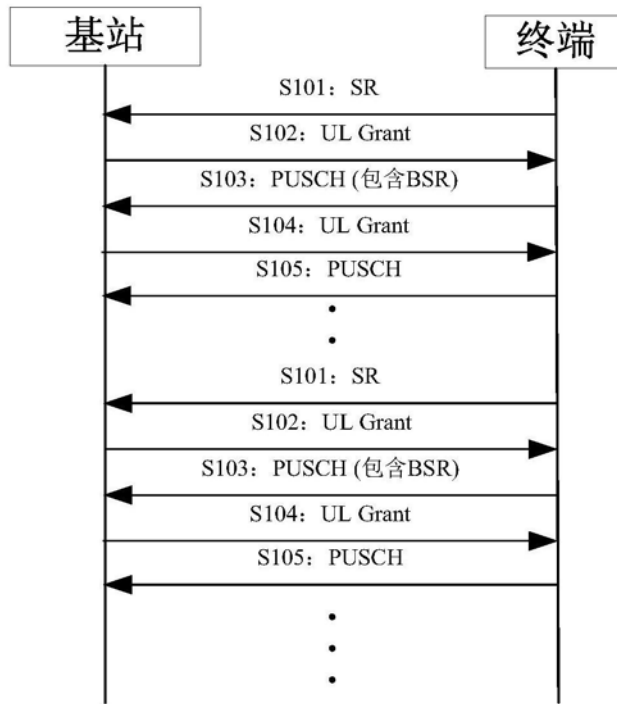 基站
终端
S101：SR
S102：UL Grant
S103：PUSCH (包含BSR)
S104：UL Grant
S105：PUSCH
S101：SR
S102：UL Grant
S103：PUSCH (包含BSR)
S104：UL Grant
S105：PUSCH